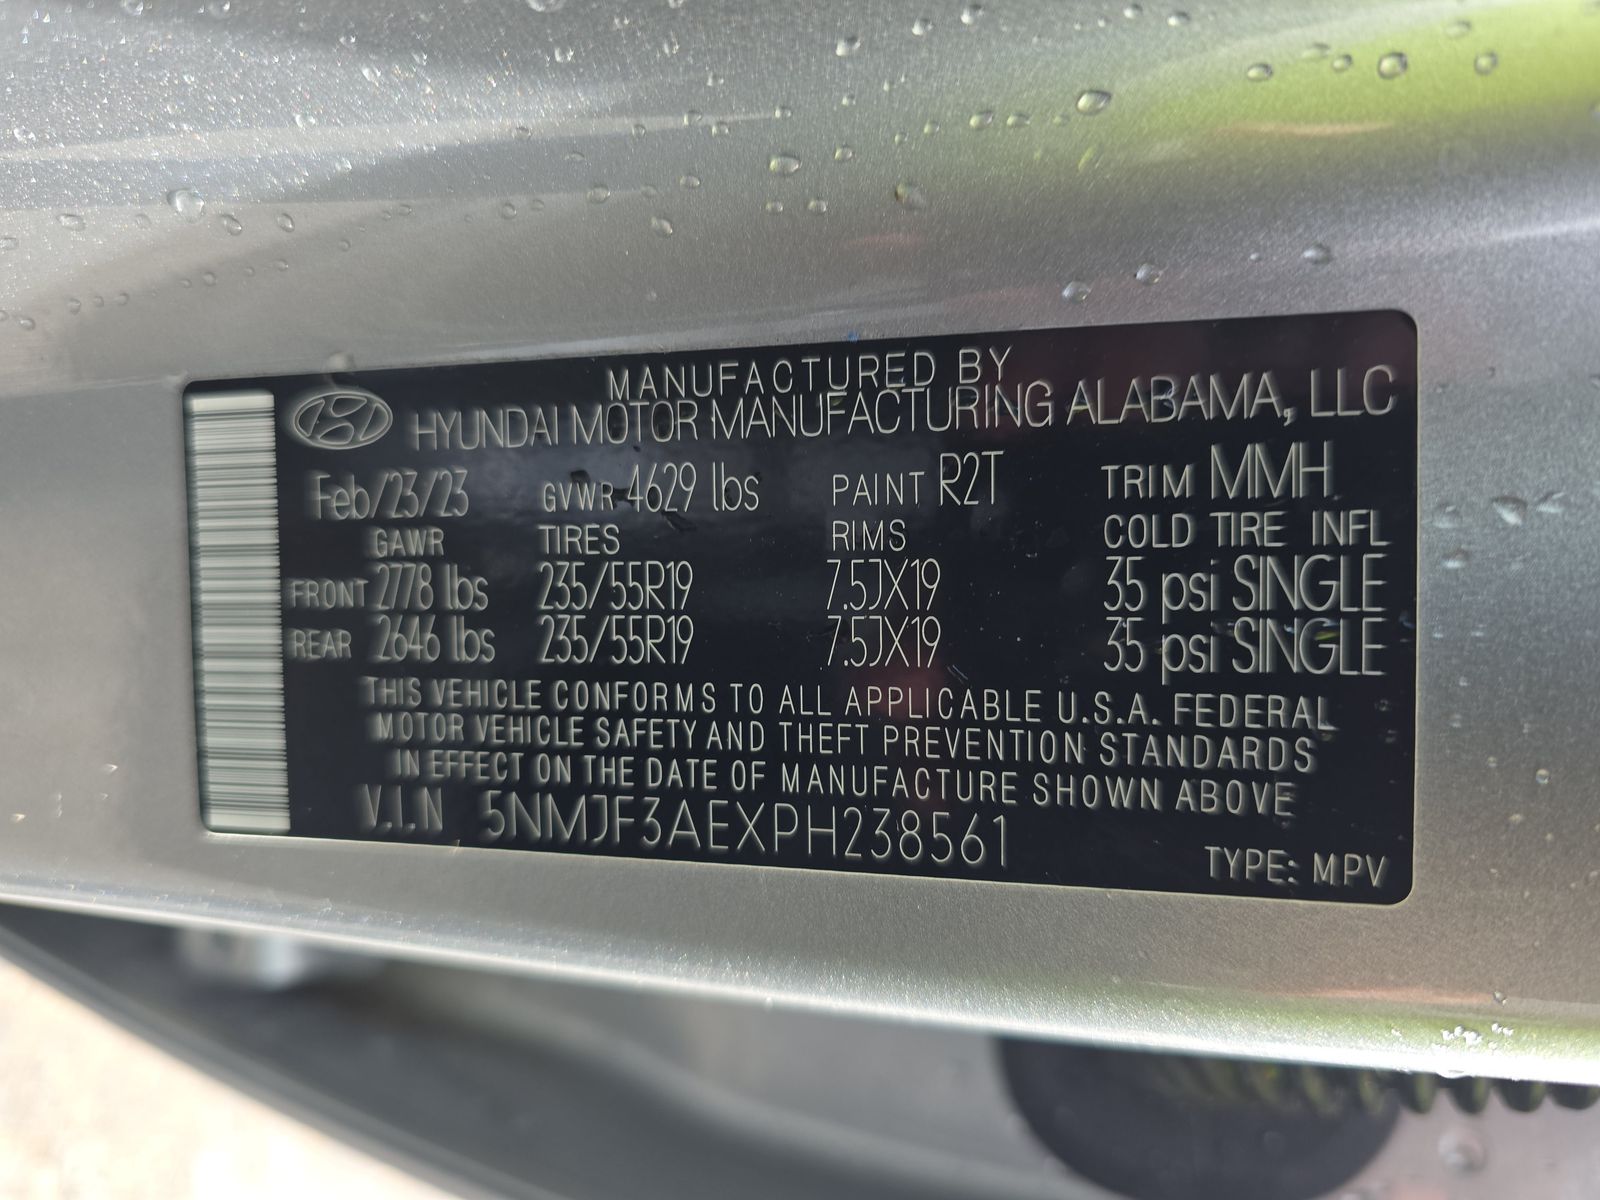 MANUFACTURED BY
HYUNDAI MOTOR MANUFACTURING ALABAMA, LLC
Feb/23/23 GVWR 4629 lbs PAINT R2T TRIM MMH
GAWR TIRES RIMS COLD TIRE INFL
FRONT 2778 lbs 235/55R19 7.5JX19 35 psi SINGLE
REAR 2646 lbs 235/55R19 7.5JX19 35 psi SINGLE
THIS VEHICLE CONFORMS TO ALL APPLICABLE U.S.A. FEDERAL
MOTOR VEHICLE SAFETY AND THEFT PREVENTION STANDARDS
IN EFFECT ON THE DATE OF MANUFACTURE SHOWN ABOVE
V.I.N 5NMJF3AEXPH238561
TYPE: MPV